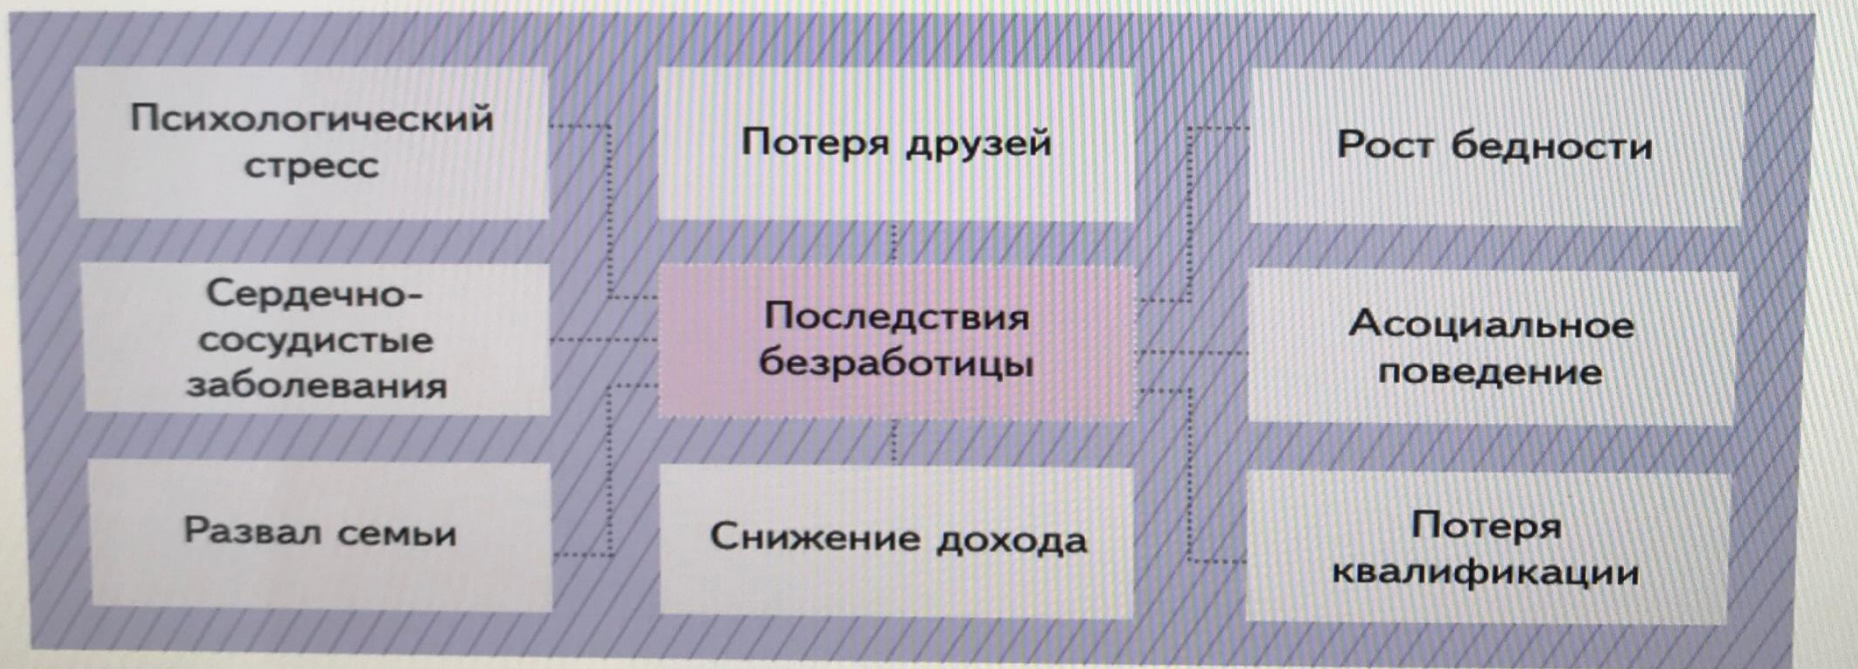 Психологический
стресс
Потеря друзей
Рост бедности
Сердечно-
сосудистые
заболевания
Последствия
безработицы
Асоциальное
поведение
Развал семьи
Снижение дохода
Потеря
квалификации